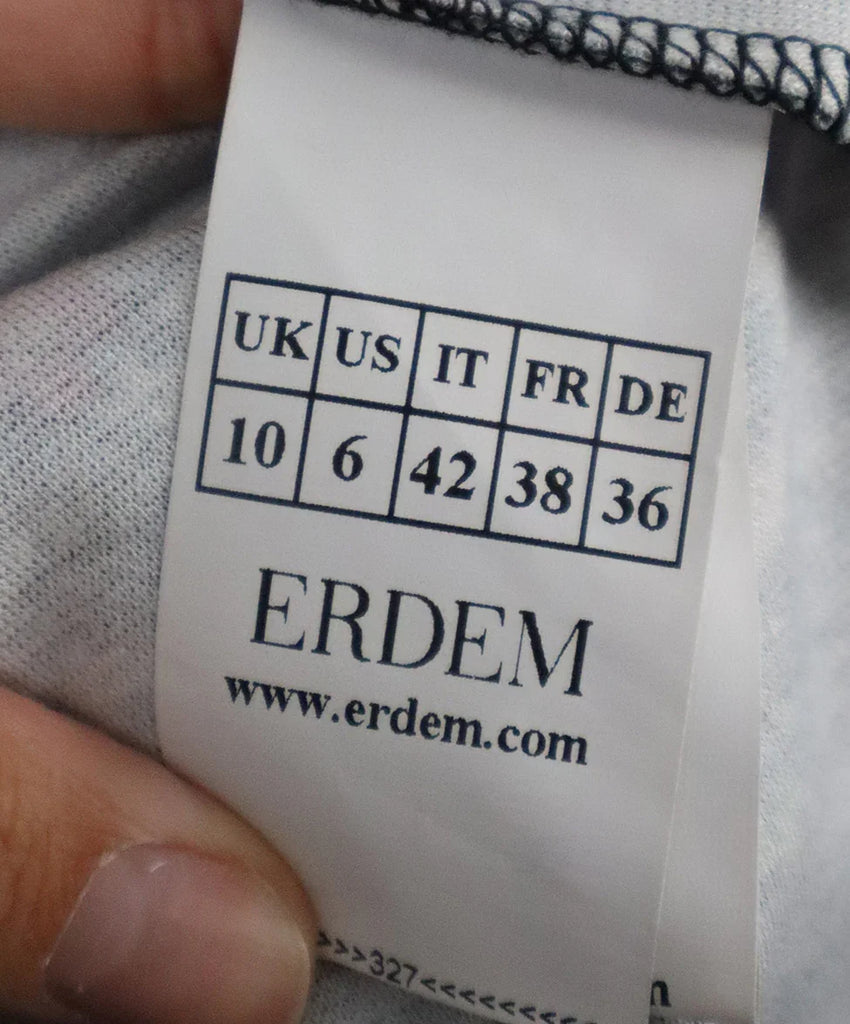 UK US IT FR DE
10 6 42 38 36
ERDEM
www.erdem.com
>>>327<<<<<<<<<